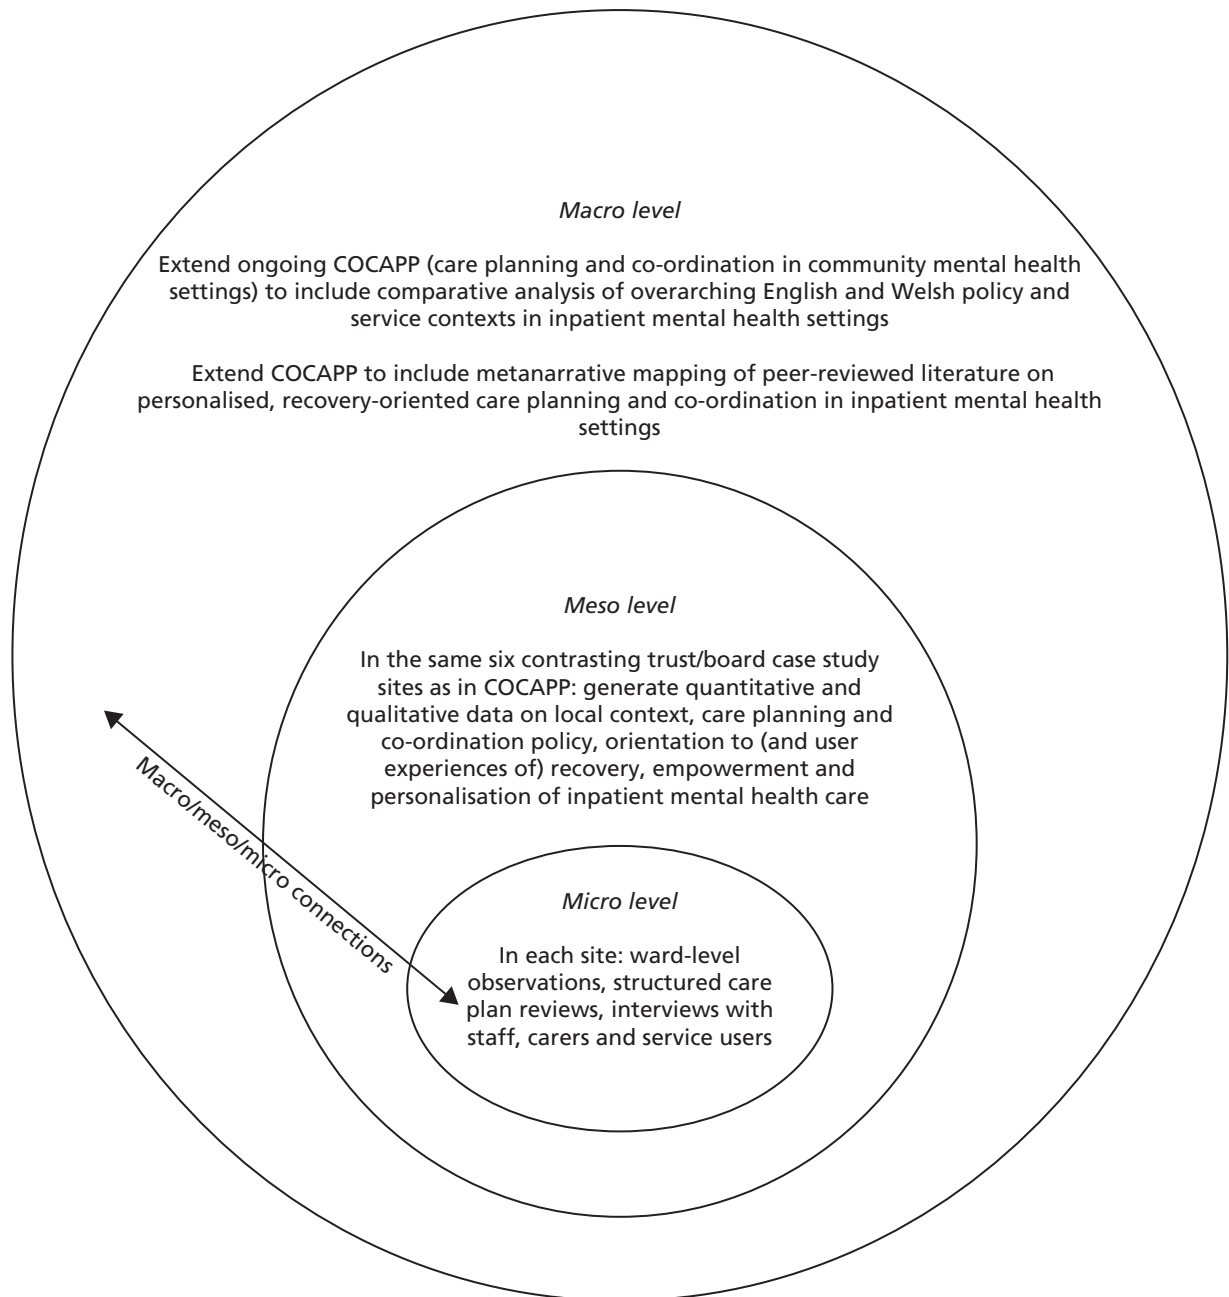 Macro level
Extend ongoing COCAPP (care planning and co-ordination in community mental health
settings) to include comparative analysis of overarching English and Welsh policy and
service contexts in inpatient mental health settings
Extend COCAPP to include metanarrative mapping of peer-reviewed literature on
personalised, recovery-oriented care planning and co-ordination in inpatient mental health
settings
Meso level
In the same six contrasting trust/board case study
sites as in COCAPP: generate quantitative and
qualitative data on local context, care planning and
co-ordination policy, orientation to (and user
experiences of) recovery, empowerment and
personalisation of inpatient mental health care
Macro/meso/micro connections
Micro level
In each site: ward-level
observations, structured care
plan reviews, interviews with
staff, carers and service users